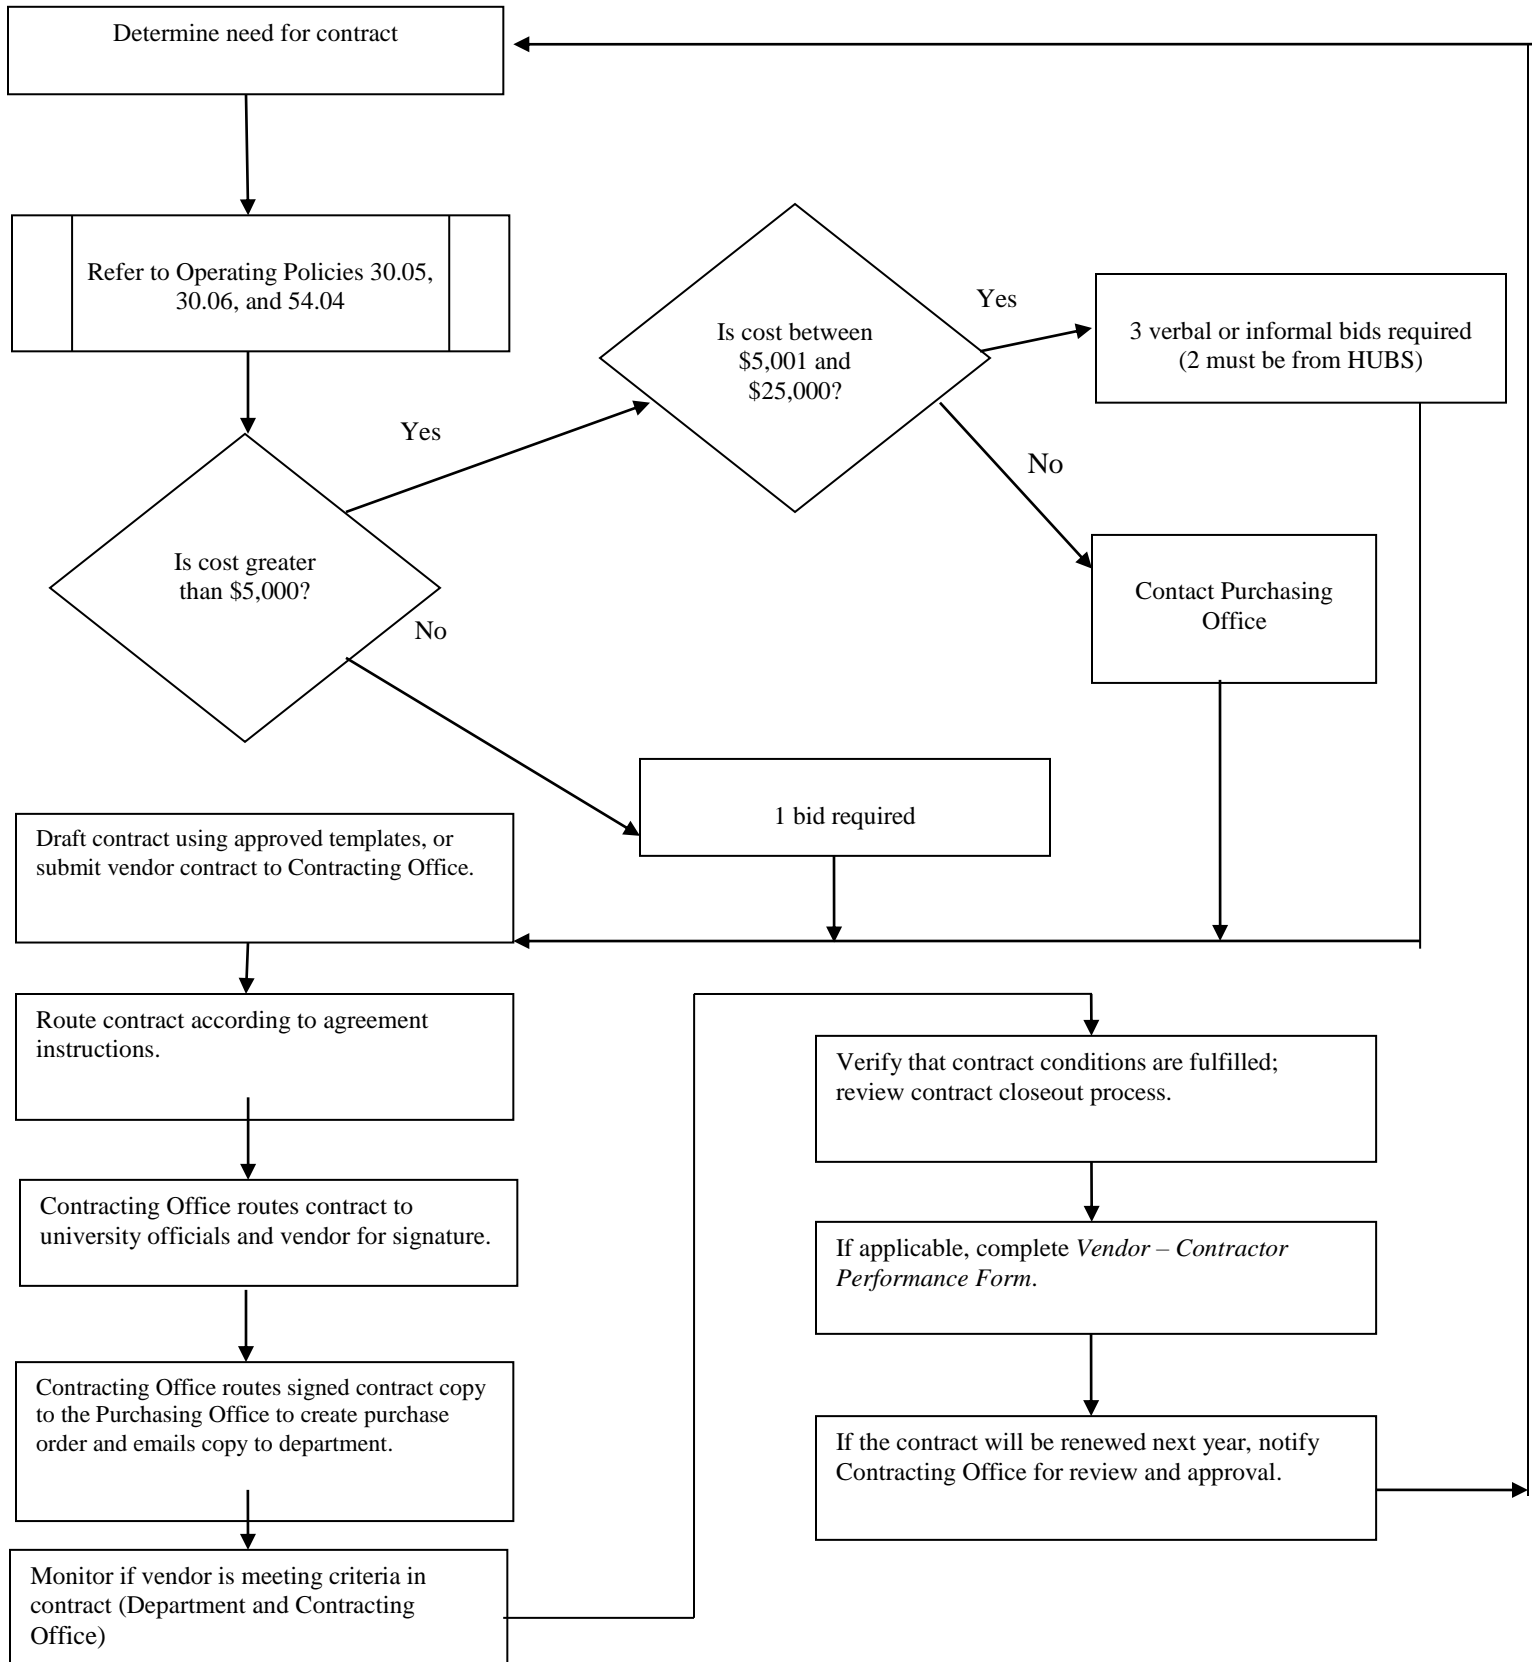 Determine need for contract
Refer to Operating Policies 30.05,
30.06, and 54.04
Is cost greater
than $5,000?
Yes
No
Is cost between
$5,001 and
$25,000?
Yes
No
3 verbal or informal bids required
(2 must be from HUBS)
Contact Purchasing
Office
1 bid required
Draft contract using approved templates, or
submit vendor contract to Contracting Office.
Route contract according to agreement
instructions.
Contracting Office routes contract to
university officials and vendor for signature.
Contracting Office routes signed contract copy
to the Purchasing Office to create purchase
order and emails copy to department.
Monitor if vendor is meeting criteria in
contract (Department and Contracting
Office)
Verify that contract conditions are fulfilled;
review contract closeout process.
If applicable, complete Vendor – Contractor
Performance Form.
If the contract will be renewed next year, notify
Contracting Office for review and approval.